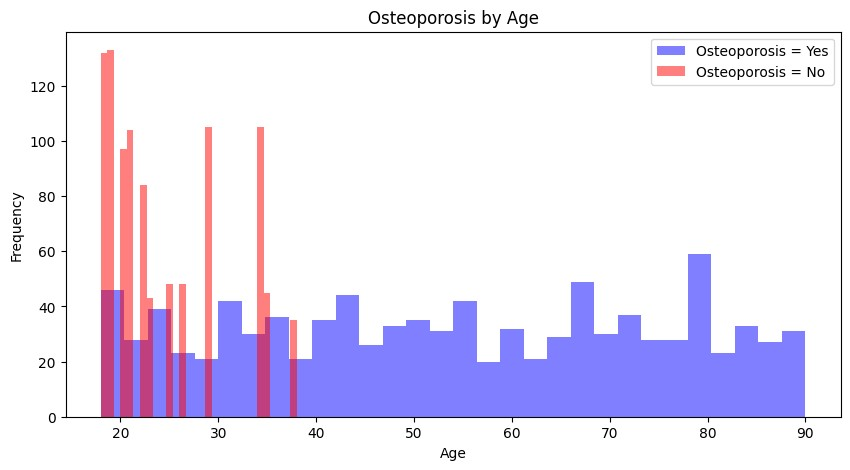 Osteoporosis by Age
Osteoporosis = Yes
Osteoporosis = No
Frequency
120
100
80
60
40
20
0
20 30 40 50 60 70 80 90
Age